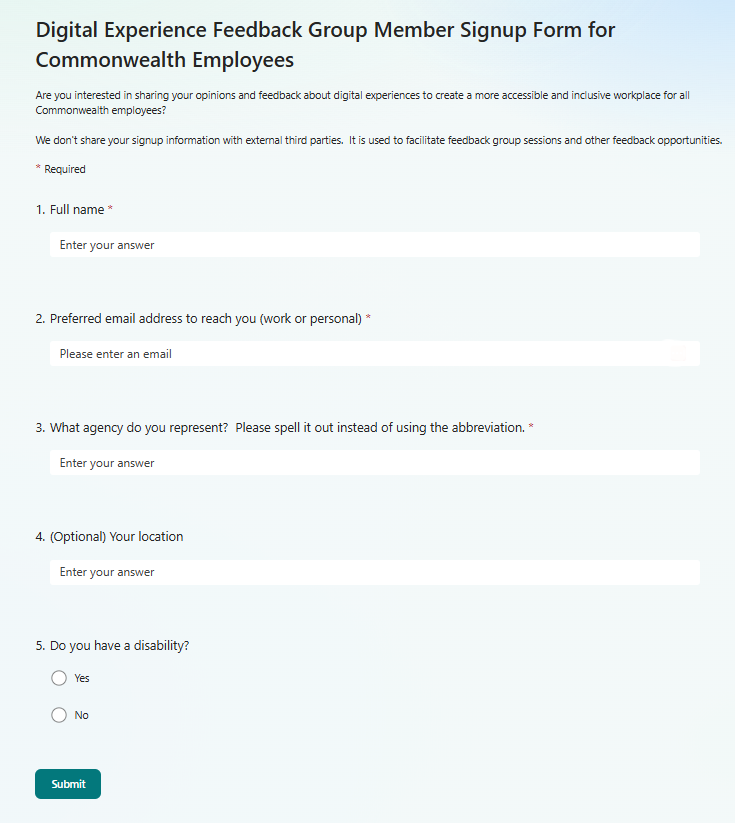 Digital Experience Feedback Group Member Signup Form for
Commonwealth Employees
Are you interested in sharing your opinions and feedback about digital experiences to create a more accessible and inclusive workplace for all
Commonwealth employees?
We don't share your signup information with external third parties.  It is used to facilitate feedback group sessions and other feedback opportunities.
* Required
1. Full name *
Enter your answer
2. Preferred email address to reach you (work or personal) *
Please enter an email
3. What agency do you represent?  Please spell it out instead of using the abbreviation. *
Enter your answer
4. (Optional) Your location
Enter your answer
5. Do you have a disability?
Yes
No
Submit